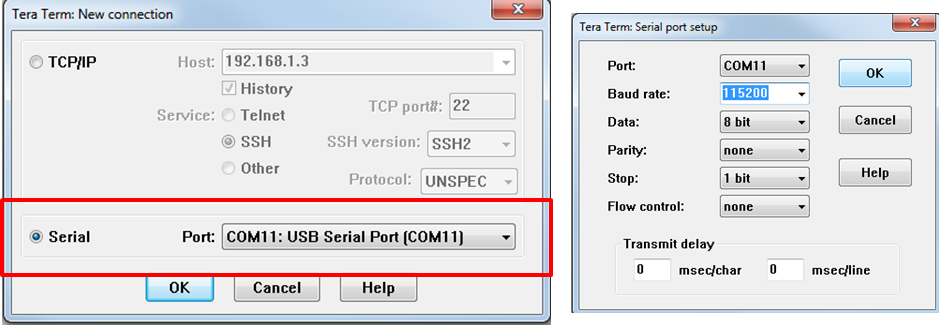 Tera Term: New connection
TCP/IP
Host: 192.168.1.3
History
Service: Telnet
TCP port#: 22
SSH
SSH version: SSH2
Other
Protocol: UNSPEC
Serial
Port: COM11: USB Serial Port (COM11)
OK
Cancel
Help
Tera Term: Serial port setup
Port: COM11
OK
Baud rate: 115200
Data: 8 bit
Cancel
Parity: none
Stop: 1 bit
Help
Flow control: none
Transmit delay
0 msec/char 0 msec/line